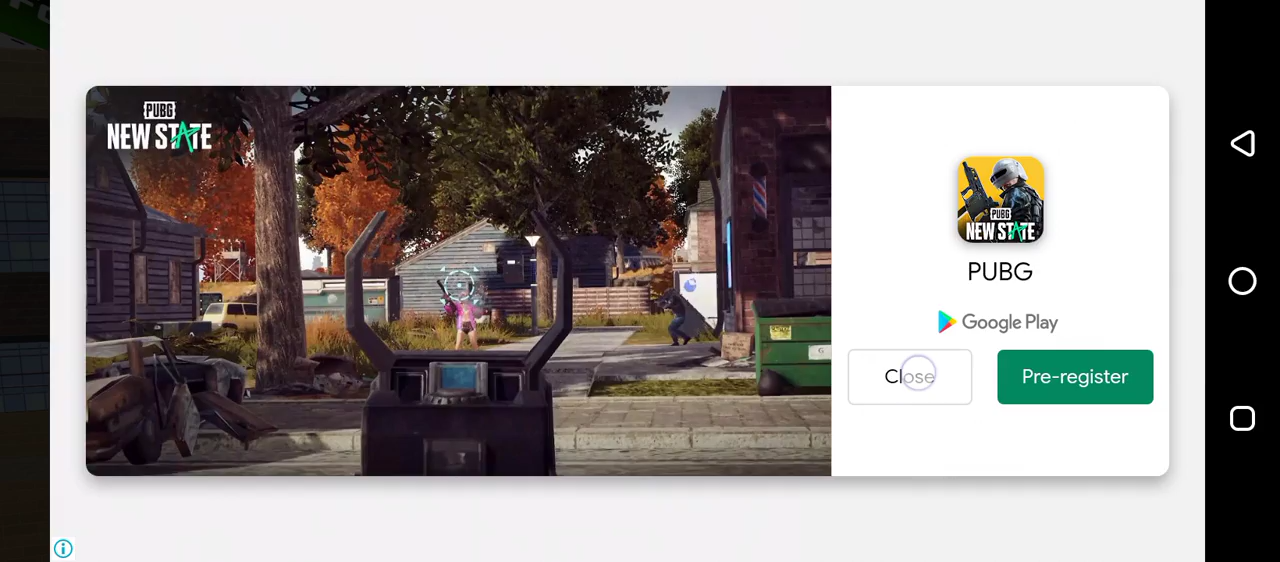 PUBG
NEW STATE
PUBG
NEW STATE
PUBG
Google Play
Close
Pre-register